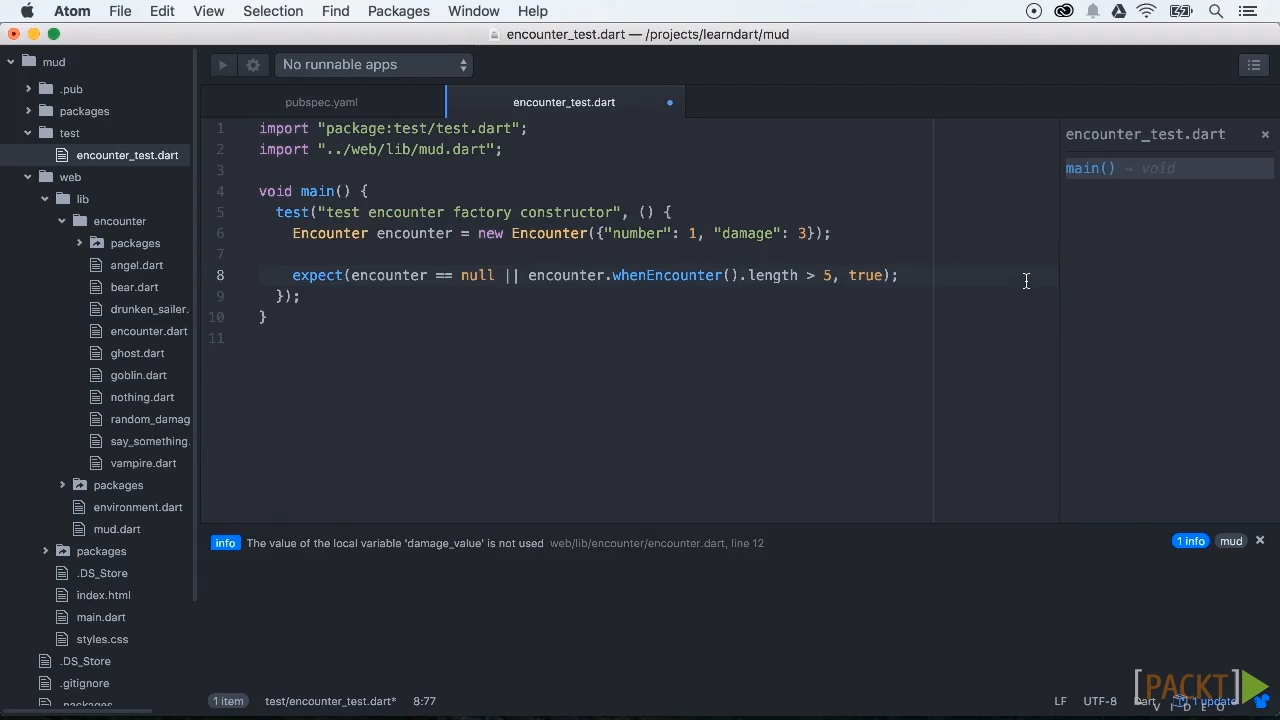 Atom File Edit View Selection Find Packages Window Help
encounter_test.dart — /projects/learndart/mud
mud
.pub
packages
test
encounter_test.dart
web
lib
encounter
packages
angel.dart
bear.dart
drunken_sailer.
encounter.dart
ghost.dart
goblin.dart
nothing.dart
random_damag
say_something.
vampire.dart
packages
environment.dart
mud.dart
packages
.DS_Store
index.html
main.dart
styles.css
.DS_Store
.gitignore
.packages
No runnable apps
pubspec.yaml encounter_test.dart
1 import "package:test/test.dart";
2 import "../web/lib/mud.dart";
3
4 void main() {
5 test("test encounter factory constructor", () {
6 Encounter encounter = new Encounter({"number": 1, "damage": 3});
7
8 expect(encounter == null || encounter.whenEncounter().length > 5, true);
9 });
10 }
11
encounter_test.dart ×
main() → void
info The value of the local variable 'damage_value' is not used web/lib/encounter/encounter.dart, line 12
1 info mud ×
1 item test/encounter_test.dart* 8:77
LF UTF-8 Dart 1 update
[PACKT]
VIDEO